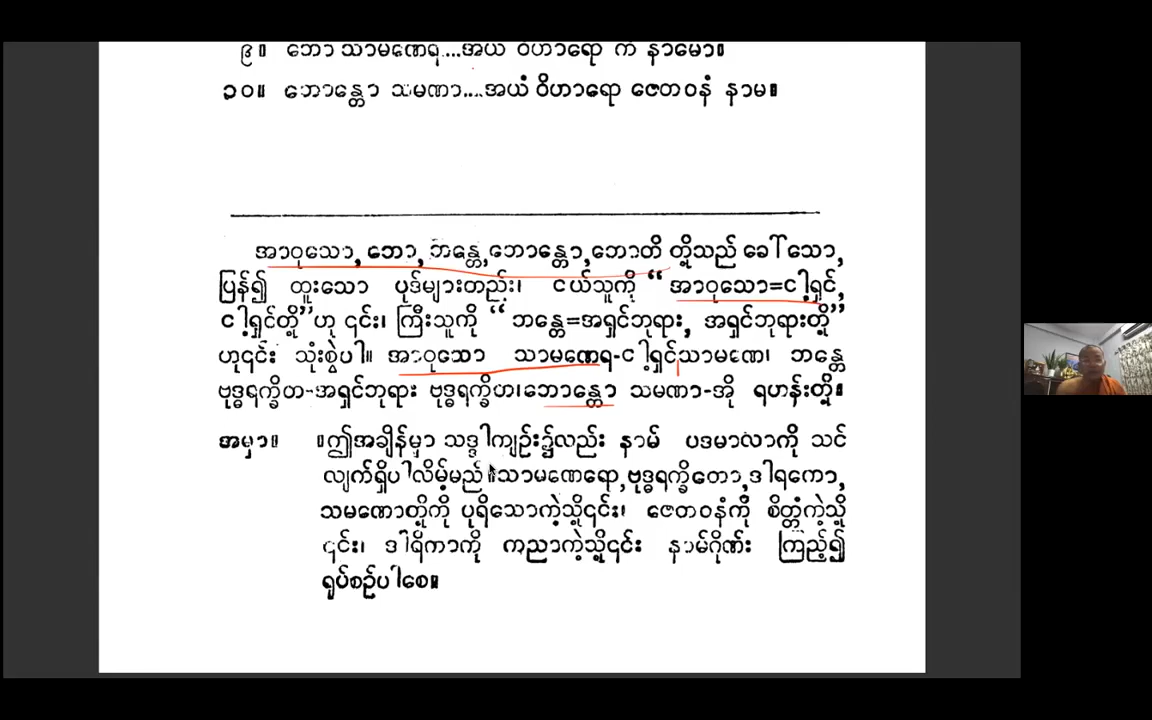 ၉။ ဘော သာမဏေရ....အယံ ဝိဟာရော ကိံ နာမော။
၁၀။ ဘောန္တော သမဏာ....အယံ ဝိဟာရော ဇေတဝနံ နာမ။
အာဝုသော, ဘော, ဘန္တေ,ဘောန္တော,ဘောတိ တို့သည် ခေါ်သော,
ပြန်၍ ထူးသော ပုဒ်များတည်း၊ ငယ်သူကို “ အာဝုသော=ငါ့ရှင်,
ငါ့ရှင်တို့”ဟု ၎င်း၊ ကြီးသူကို “ ဘန္တေ=အရှင်ဘုရား, အရှင်ဘုရားတို့”
ဟု၎င်း သုံးစွဲပါ။ အာဝုသော သာမဏေရ-ငါ့ရှင်သာမဏေ၊ ဘန္တေ
ဗုဒ္ဓရက္ခိတ-အရှင်ဘုရား ဗုဒ္ဓရက္ခိတ၊ဘောန္တော သမဏာ-အို ရဟန်းတို့။
အမှာ။ ။ဤအချိန်မှာ သဒ္ဒါကျဉ်း၌လည်း နာမ် ပဒမာလာကို သင်
လျက်ရှိပါလိမ့်မည်။သာမဏေရော,ဗုဒ္ဓရက္ခိတော,ဒါရကော,
သမဏောတို့ကို ပုရိသောကဲ့သို့၎င်း၊ ဇေတဝနံကို စိတ္တံကဲ့သို့
၎င်း၊ ဒါရိကာကို ကညာကဲ့သို့၎င်း နာမ်ဂိုဏ်း ကြည့်၍
ရုပ်စဉ်ပါစေ။